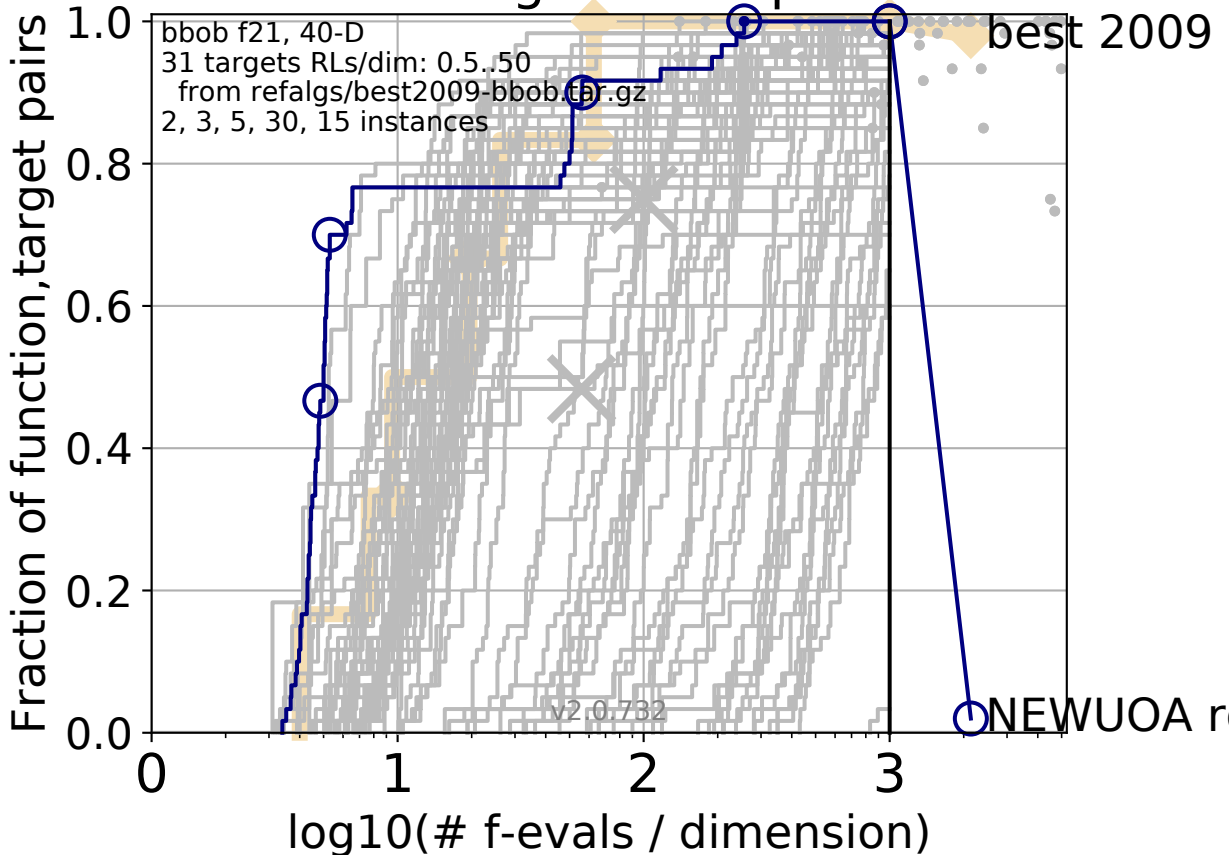 best 2009
bbob f21, 40-D
31 targets RLs/dim: 0.5..50
from refalgs/best2009-bbob.tar.gz
2, 3, 5, 30, 15 instances
Fraction of function,target pairs
1.0
0.8
0.6
0.4
0.2
0.0
v2.0.732
NEWUOA
0
1
2
3
log10(# f-evals / dimension)